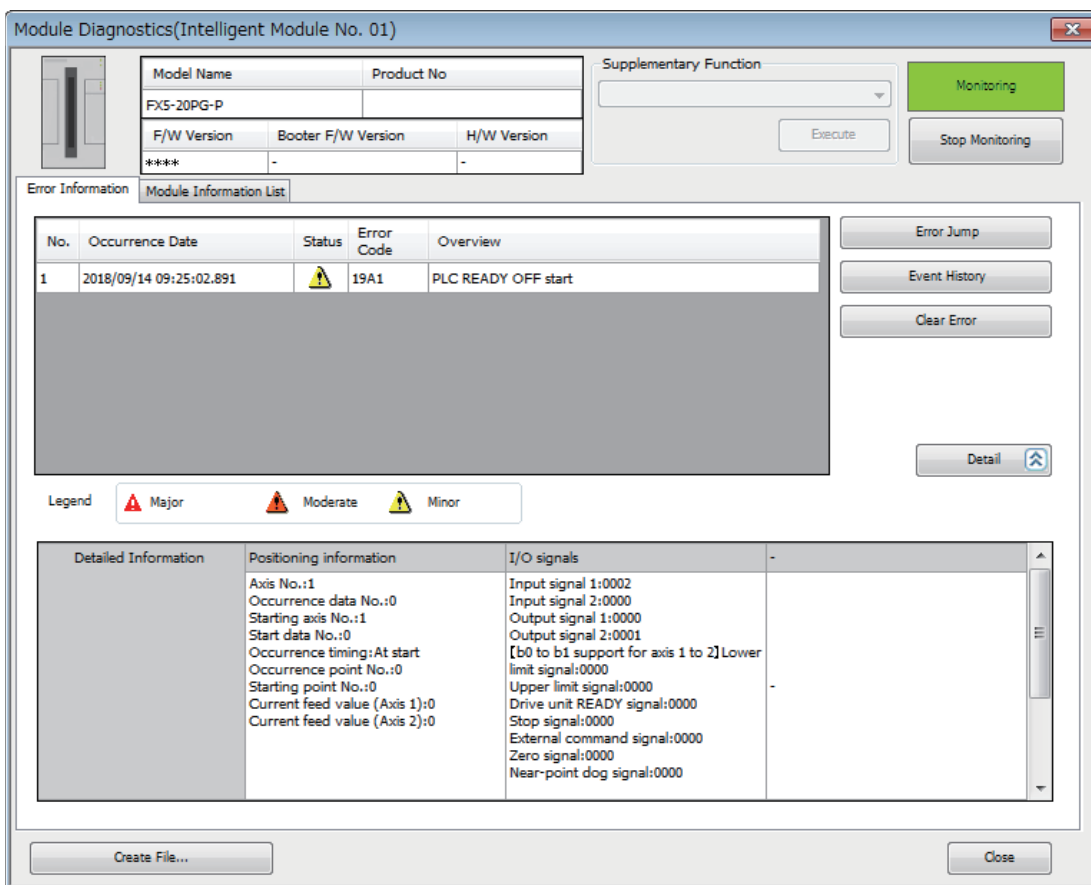 Module Diagnostics(Intelligent Module No. 01)
Model Name Product No
FX5-20PG-P
F/W Version Booter F/W Version H/W Version
**** - -
Supplementary Function
Execute
Monitoring
Stop Monitoring
Error Information Module Information List
No. Occurrence Date Status Error Code Overview
1 2018/09/14 09:25:02.891 19A1 PLC READY OFF start
Error Jump
Event History
Clear Error
Detail
Legend Major Moderate Minor
Detailed Information Positioning information I/O signals -
Axis No.:1
Occurrence data No.:0
Starting axis No.:1
Start data No.:0
Occurrence timing:At start
Occurrence point No.:0
Starting point No.:0
Current feed value (Axis 1):0
Current feed value (Axis 2):0
Input signal 1:0002
Input signal 2:0000
Output signal 1:0000
Output signal 2:0001
【b0 to b1 support for axis 1 to 2】Lower
limit signal:0000
Upper limit signal:0000
Drive unit READY signal:0000
Stop signal:0000
External command signal:0000
Zero signal:0000
Near-point dog signal:0000
-
Create File...
Close